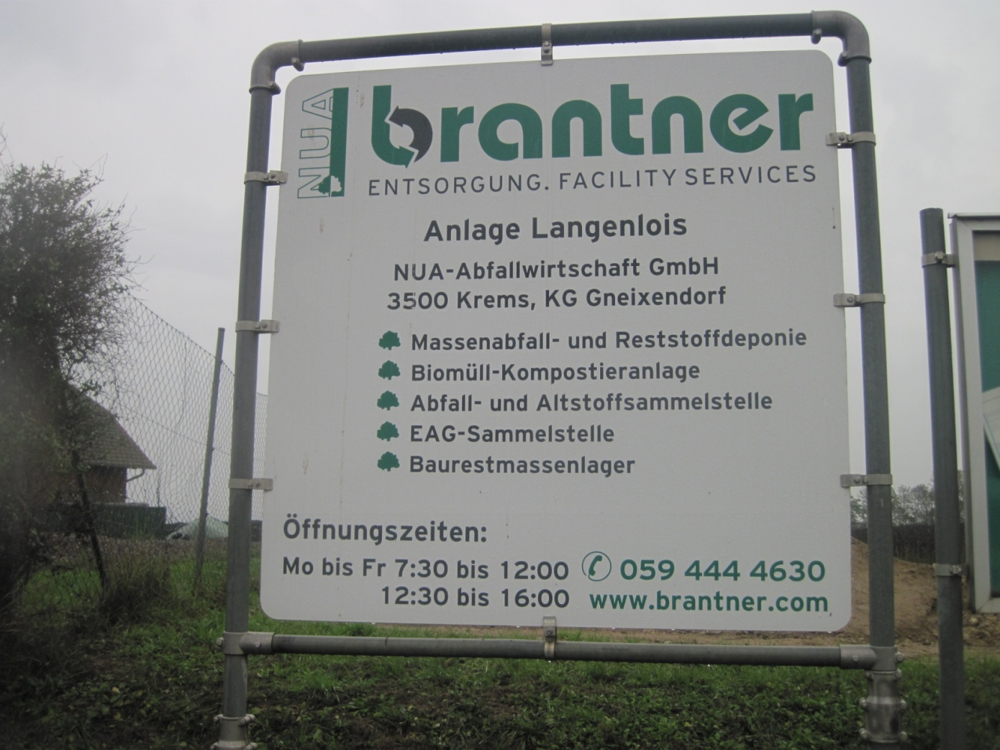 NUA
brantner
ENTSORGUNG. FACILITY SERVICES
Anlage Langenlois
NUA-Abfallwirtschaft GmbH
3500 Krems, KG Gneixendorf
Massenabfall- und Reststoffdeponie
Biomüll-Kompostieranlage
Abfall- und Altstoffsammelstelle
EAG-Sammelstelle
Baurestmassenlager
Öffnungszeiten:
Mo bis Fr 7:30 bis 12:00
12:30 bis 16:00
059 444 4630
www.brantner.com